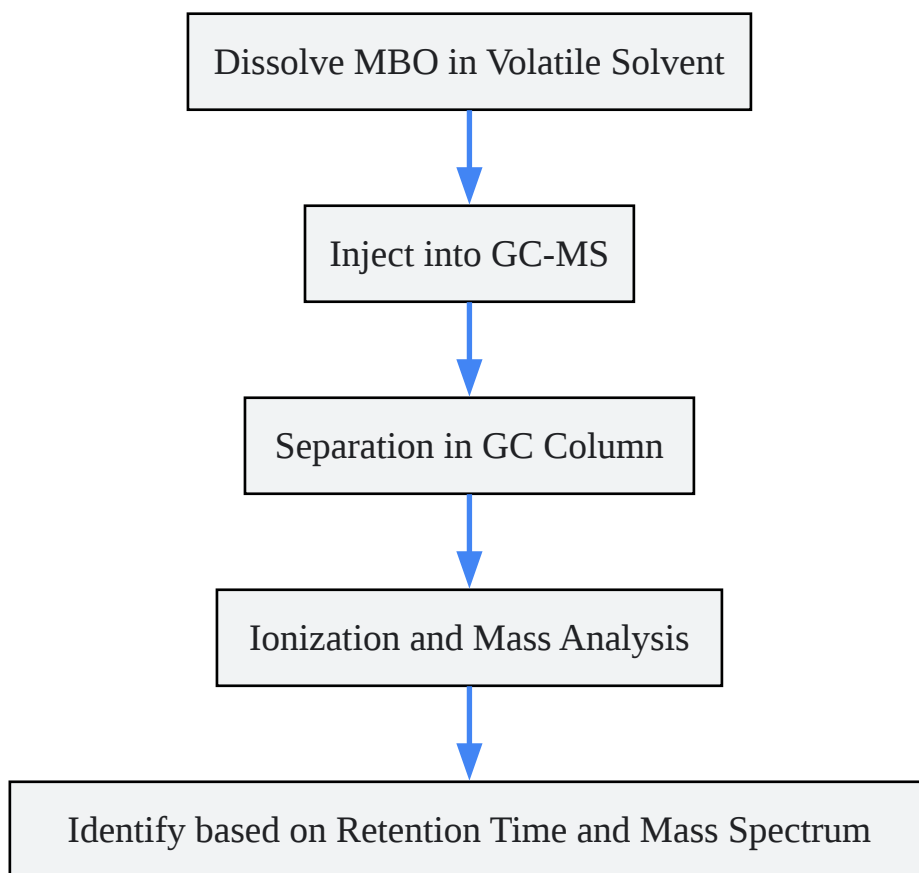 Dissolve MBO in Volatile Solvent
Inject into GC-MS
Separation in GC Column
Ionization and Mass Analysis
Identify based on Retention Time and Mass Spectrum